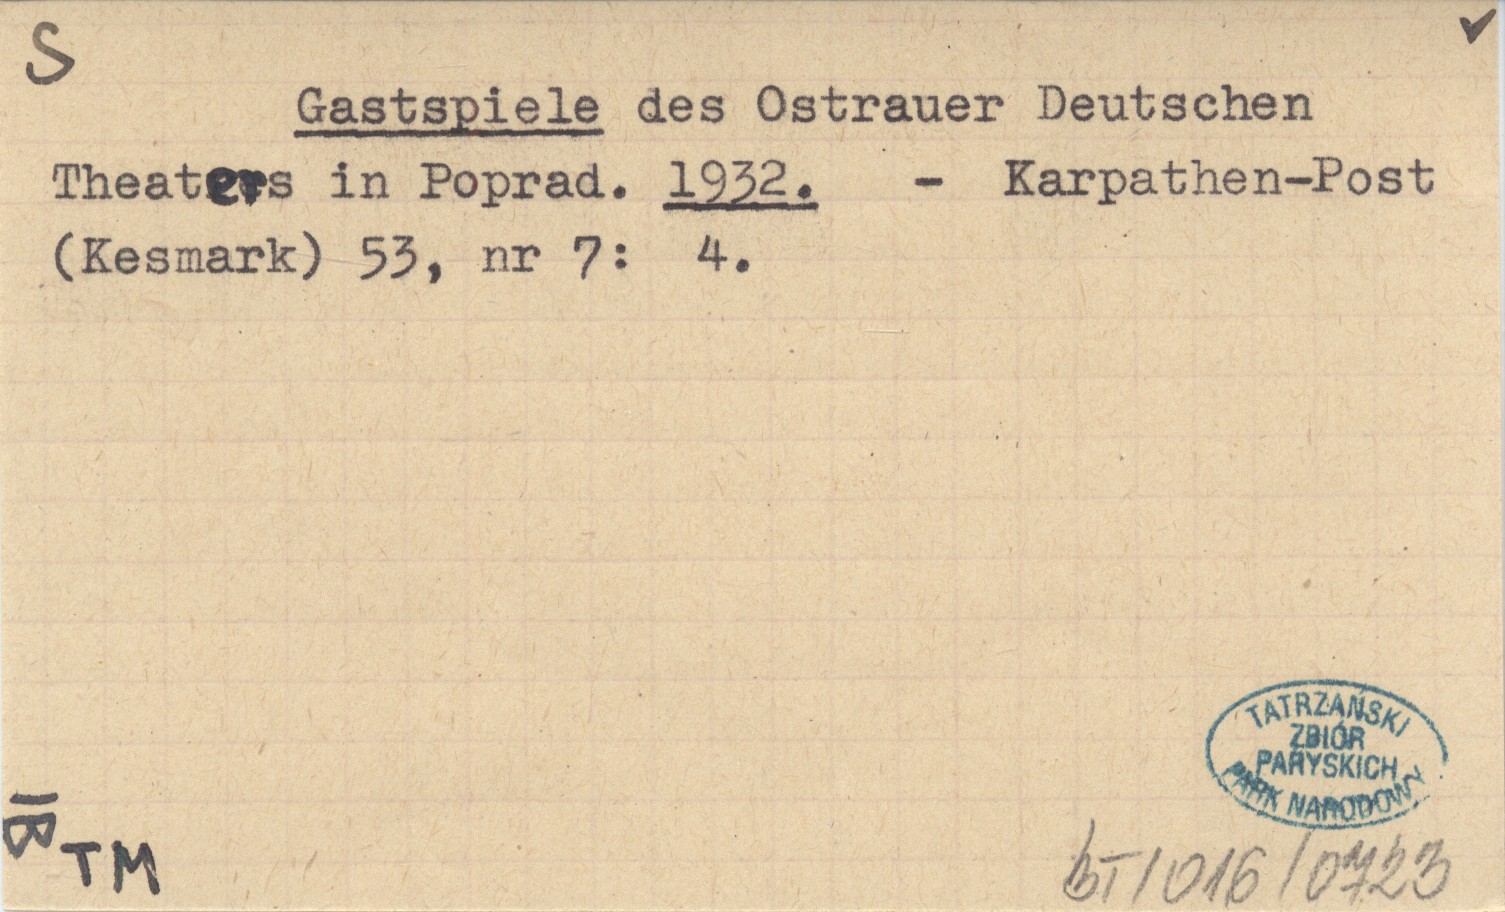 S ✓
Gastspiele des Ostrauer Deutschen
Theaters in Poprad. 1932. - Karpathen-Post
(Kesmark) 53, nr 7: 4.
TATRZAŃSKI
ZBIÓR
PARYSKICH
PARK NARODOWY
IB
TM
bT/016/0723